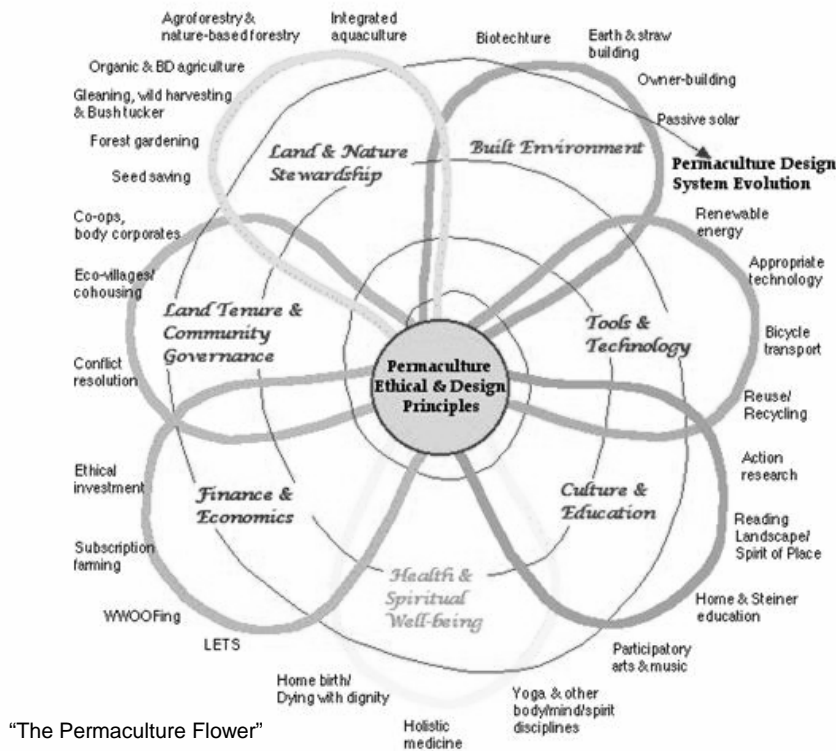 Agroforestry &
nature-based forestry
Integrated
aquaculture
Biotechture
Earth & straw
building
Organic & BD agriculture
Owner-building
Gleaning, wild harvesting
& Bush tucker
Passive solar
Forest gardening
Land & Nature
Stewardship
Built Environment
Permaculture Design
System Evolution
Seed saving
Co-ops,
body corporates
Renewable
energy
Eco-villages/
cohousing
Appropriate
technology
Land Tenure &
Community
Governance
Tools &
Technology
Bicycle
transport
Conflict
resolution
Permaculture
Ethical & Design
Principles
Reuse/
Recycling
Ethical
investment
Action
research
Finance &
Economics
Culture &
Education
Reading
Landscape/
Spirit of Place
Subscription
farming
Health &
Spiritual
Well-being
Home & Steiner
education
WWOOFing
LETS
Participatory
arts & music
Home birth/
Dying with dignity
Yoga & other
body/mind/spirit
disciplines
Holistic
medicine
“The Permaculture Flower”